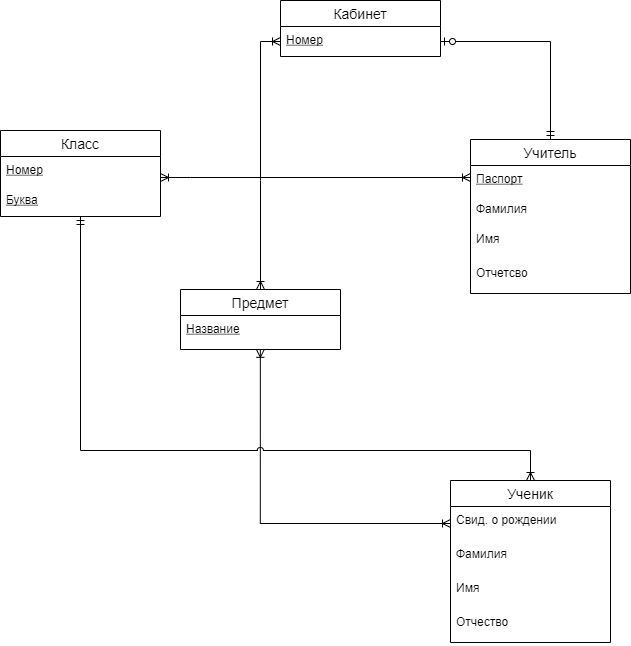 Кабинет
Номер
Класс
Номер
Буква
Учитель
Паспорт
Фамилия
Имя
Отчетсво
Предмет
Название
Ученик
Свид. о рождении
Фамилия
Имя
Отчество